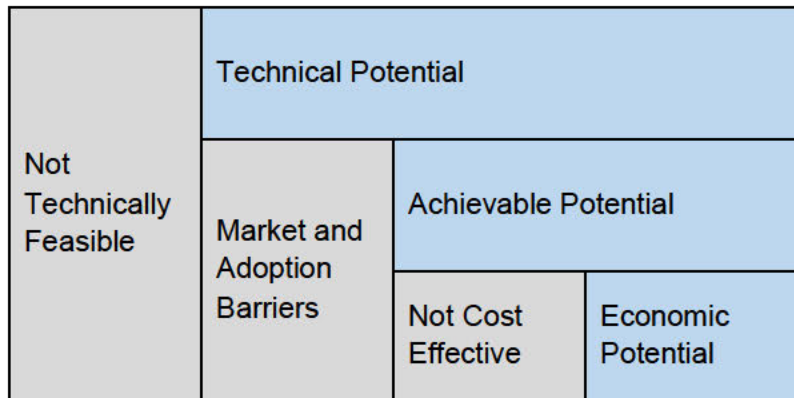 Technical Potential
Not
Technically
Feasible
Achievable Potential
Market and
Adoption
Barriers
Not Cost
Effective
Economic
Potential